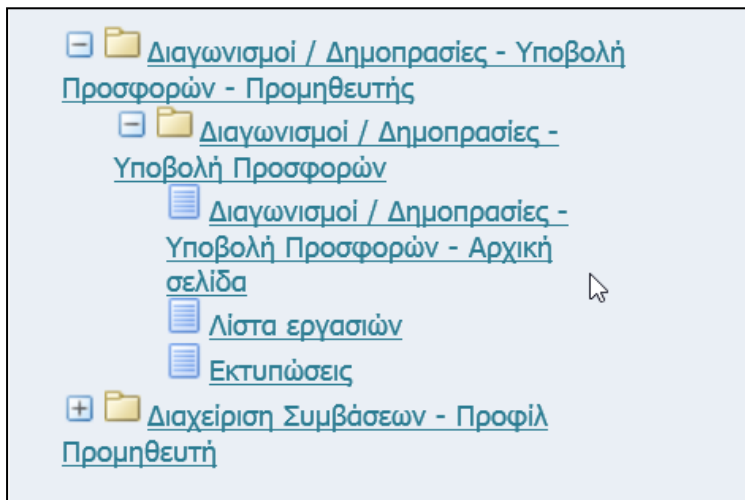 Διαγωνισμοί / Δημοπρασίες - Υποβολή
Προσφορών - Προμηθευτής
Διαγωνισμοί / Δημοπρασίες -
Υποβολή Προσφορών
Διαγωνισμοί / Δημοπρασίες -
Υποβολή Προσφορών - Αρχική
σελίδα
Λίστα εργασιών
Εκτυπώσεις
Διαχείριση Συμβάσεων - Προφίλ
Προμηθευτή